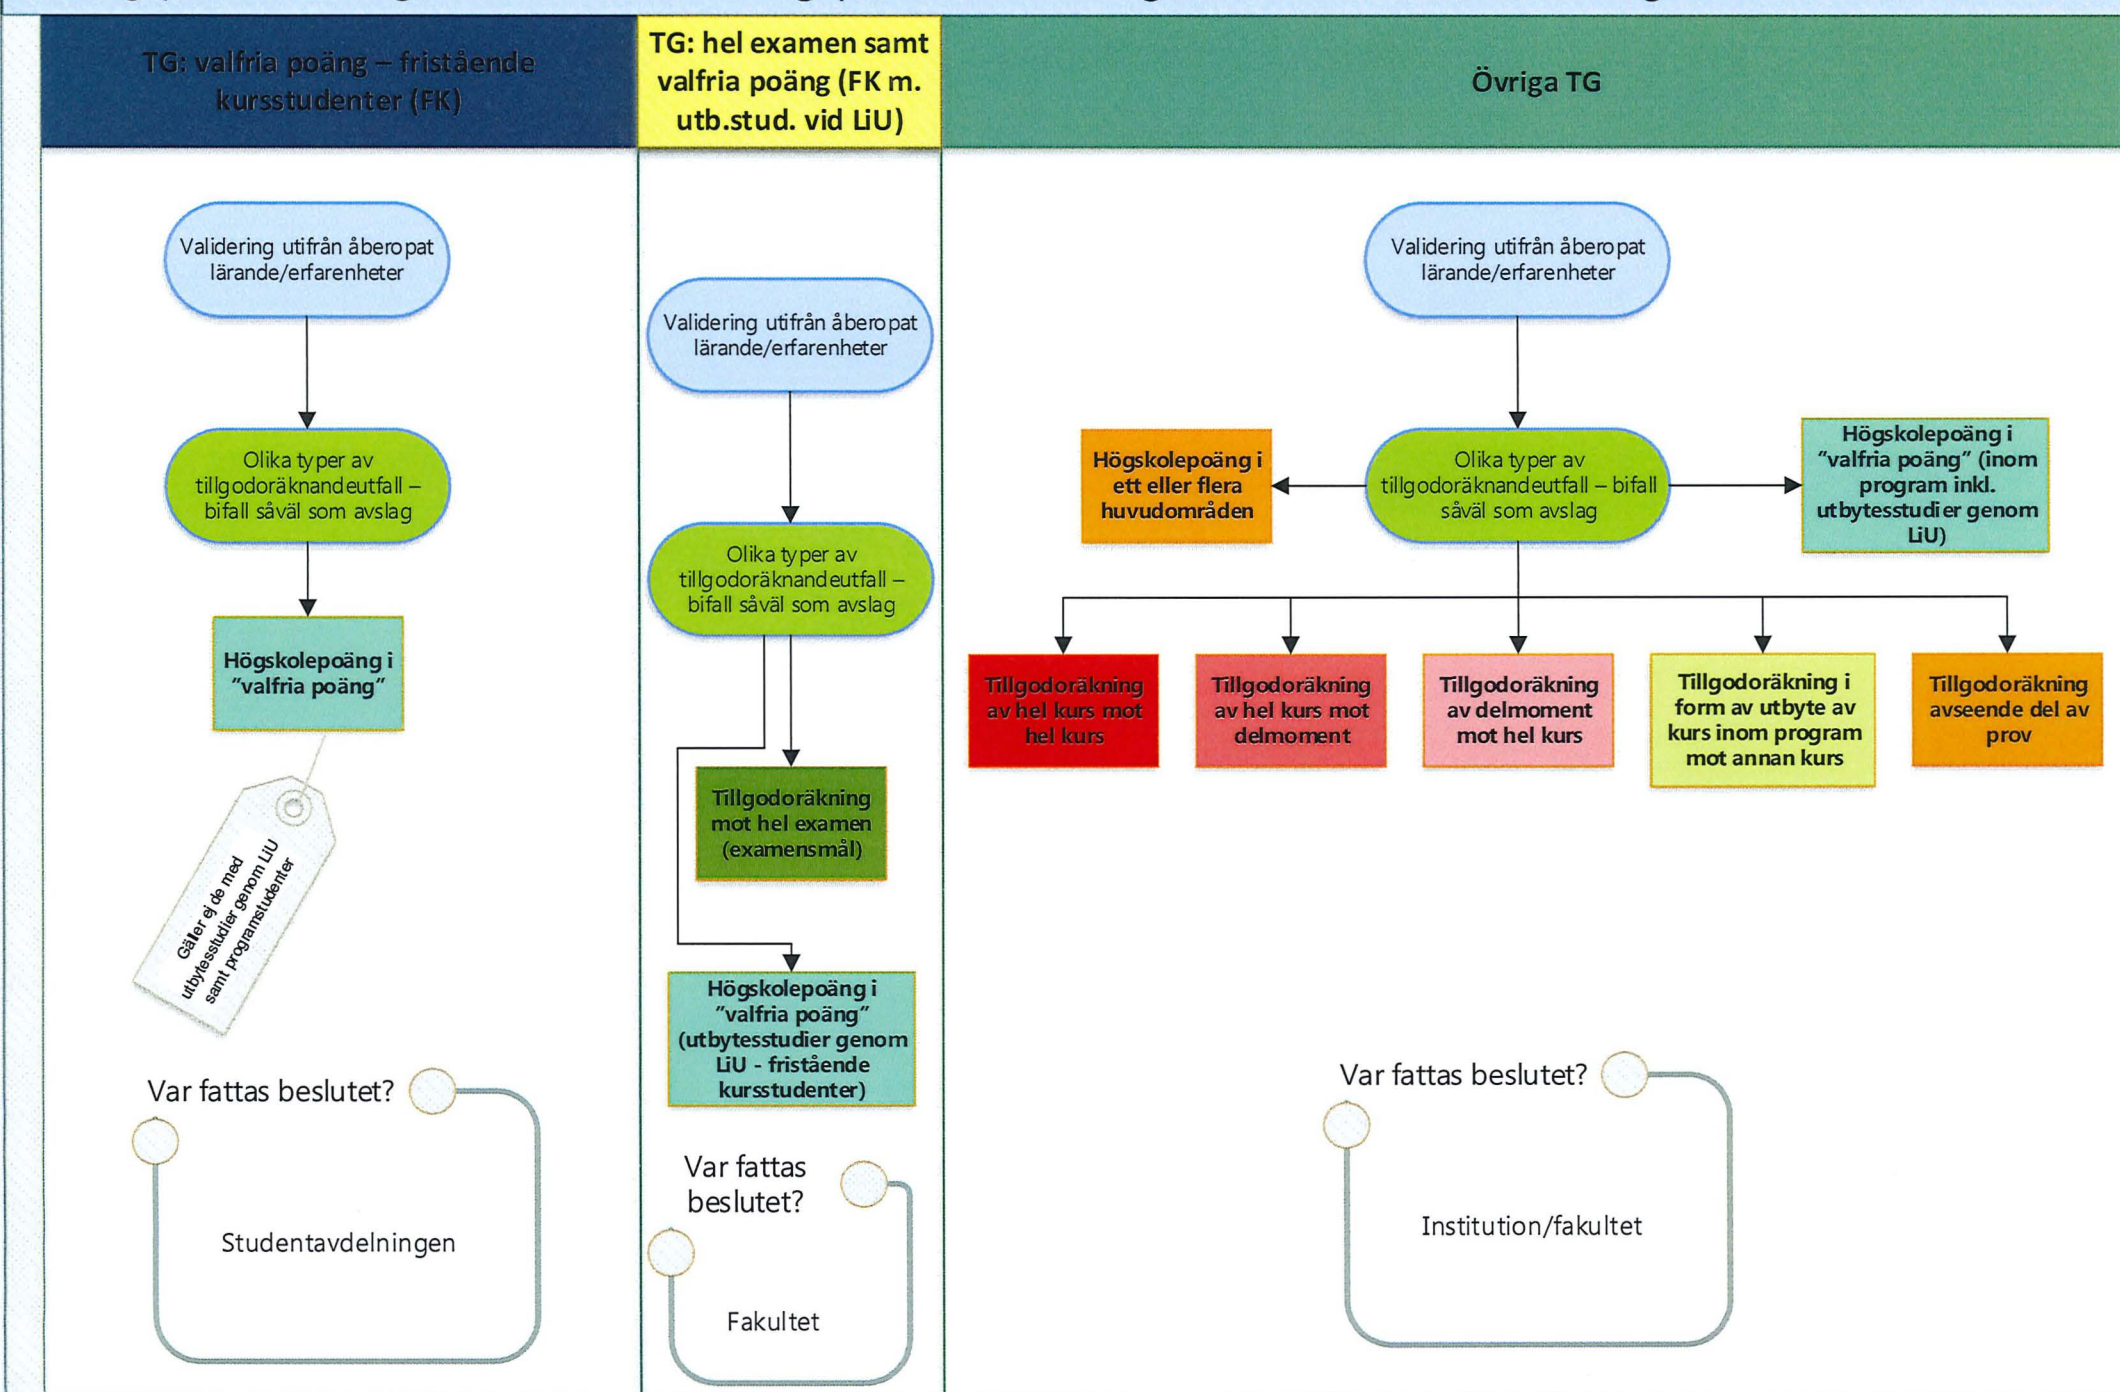 TG: valfria poäng – fristående
kursstudenter (FK)
TG: hel examen samt
valfria poäng (FK m.
utb.stud. vid LiU)
Övriga TG
Validering utifrån åberopat
lärande/erfarenheter
Olika typer av
tillgodoräknandeutfall –
bifall såväl som avslag
Högskolepoäng i
”valfria poäng”
Gäller ej de med
utbytesstudier genom LiU
samt programstudenter
Var fattas beslutet?
Studentavdelningen
Validering utifrån åberopat
lärande/erfarenheter
Olika typer av
tillgodoräknandeutfall –
bifall såväl som avslag
Tillgodoräkning
mot hel examen
(examensmål)
Högskolepoäng i
”valfria poäng”
(utbytesstudier genom
LiU - fristående
kursstudenter)
Var fattas
beslutet?
Fakultet
Validering utifrån åberopat
lärande/erfarenheter
Högskolepoäng i
ett eller flera
huvudområden
Olika typer av
tillgodoräknandeutfall – bifall
såväl som avslag
Högskolepoäng i
”valfria poäng” (inom
program inkl.
utbytesstudier genom
LiU)
Tillgodoräkning
av hel kurs mot
hel kurs
Tillgodoräkning
av hel kurs mot
delmoment
Tillgodoräkning
av delmoment
mot hel kurs
Tillgodoräkning i
form av utbyte av
kurs inom program
mot annan kurs
Tillgodoräkning
avseende del av
prov
Var fattas beslutet?
Institution/fakultet